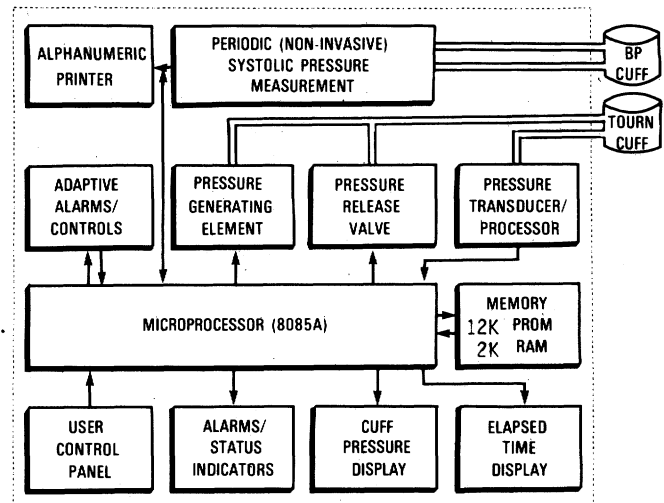 ALPHANUMERIC
PRINTER
PERIODIC (NON-INVASIVE)
SYSTOLIC PRESSURE
MEASUREMENT
BP
CUFF
TOURN
CUFF
ADAPTIVE
ALARMS/
CONTROLS
PRESSURE
GENERATING
ELEMENT
PRESSURE
RELEASE
VALVE
PRESSURE
TRANSDUCER/
PROCESSOR
MICROPROCESSOR (8085A)
MEMORY
12K PROM
2K RAM
USER
CONTROL
PANEL
ALARMS/
STATUS
INDICATORS
CUFF
PRESSURE
DISPLAY
ELAPSED
TIME
DISPLAY